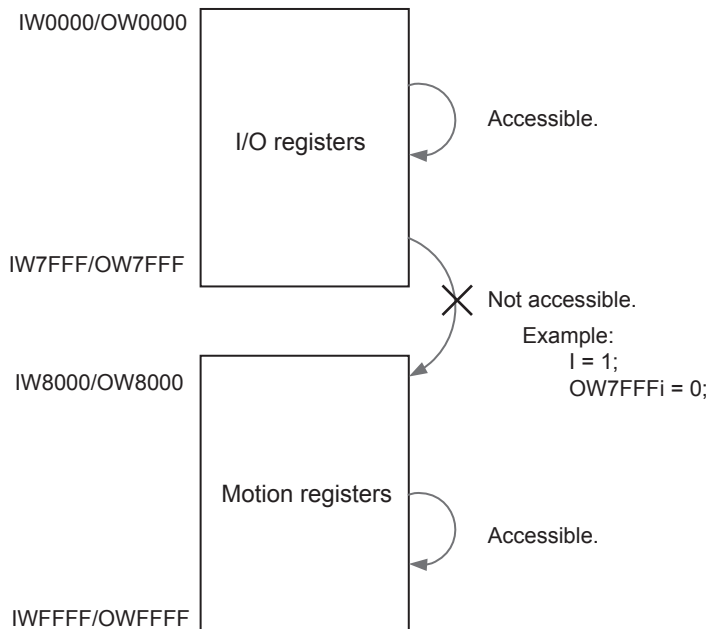 IW0000/OW0000
I/O registers
Accessible.
IW7FFF/OW7FFF
Not accessible.
Example:
I = 1;
OW7FFFi = 0;
IW8000/OW8000
Motion registers
Accessible.
IWFFFF/OWFFFF